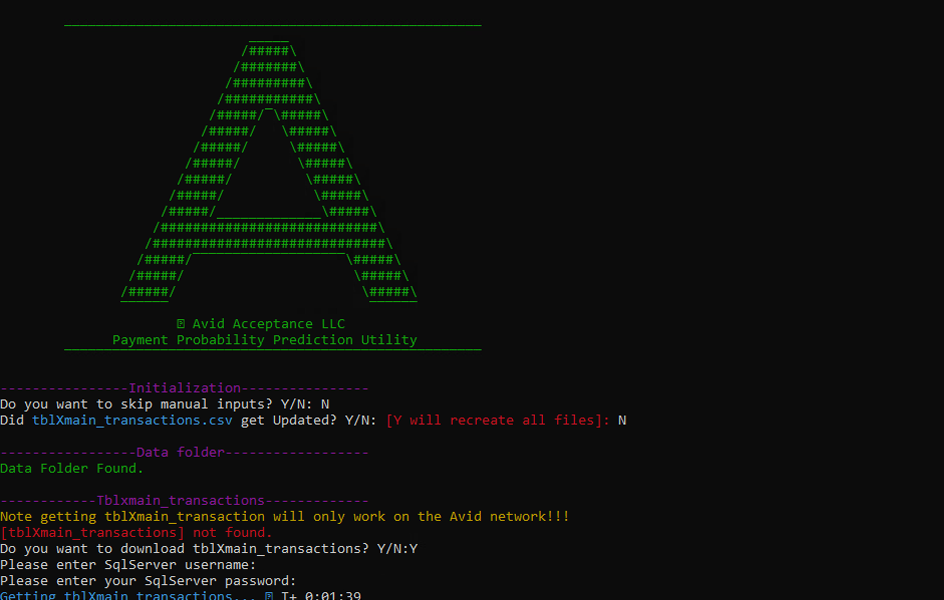 Avid Acceptance LLC
Payment Probability Prediction Utility
----------------Initialization----------------
Do you want to skip manual inputs? Y/N: N
Did tblXmain_transactions.csv get Updated? Y/N: [Y will recreate all files]: N
-----------------Data folder------------------
Data Folder Found.
------------Tblxmain_transactions-------------
Note getting tblXmain_transaction will only work on the Avid network!!!
[tblXmain_transactions] not found.
Do you want to download tblXmain_transactions? Y/N:Y
Please enter SqlServer username:
Please enter your SqlServer password:
Getting tblXmain_transactions... T+ 0:01:39